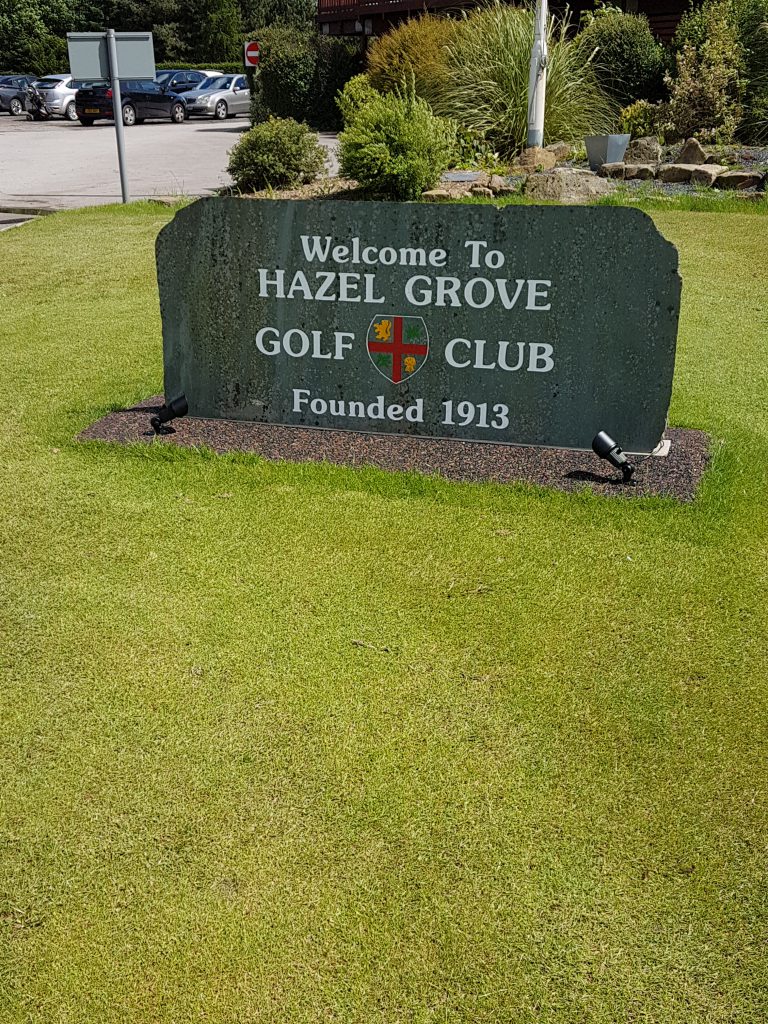 Welcome To
HAZEL GROVE
GOLF CLUB
Founded 1913